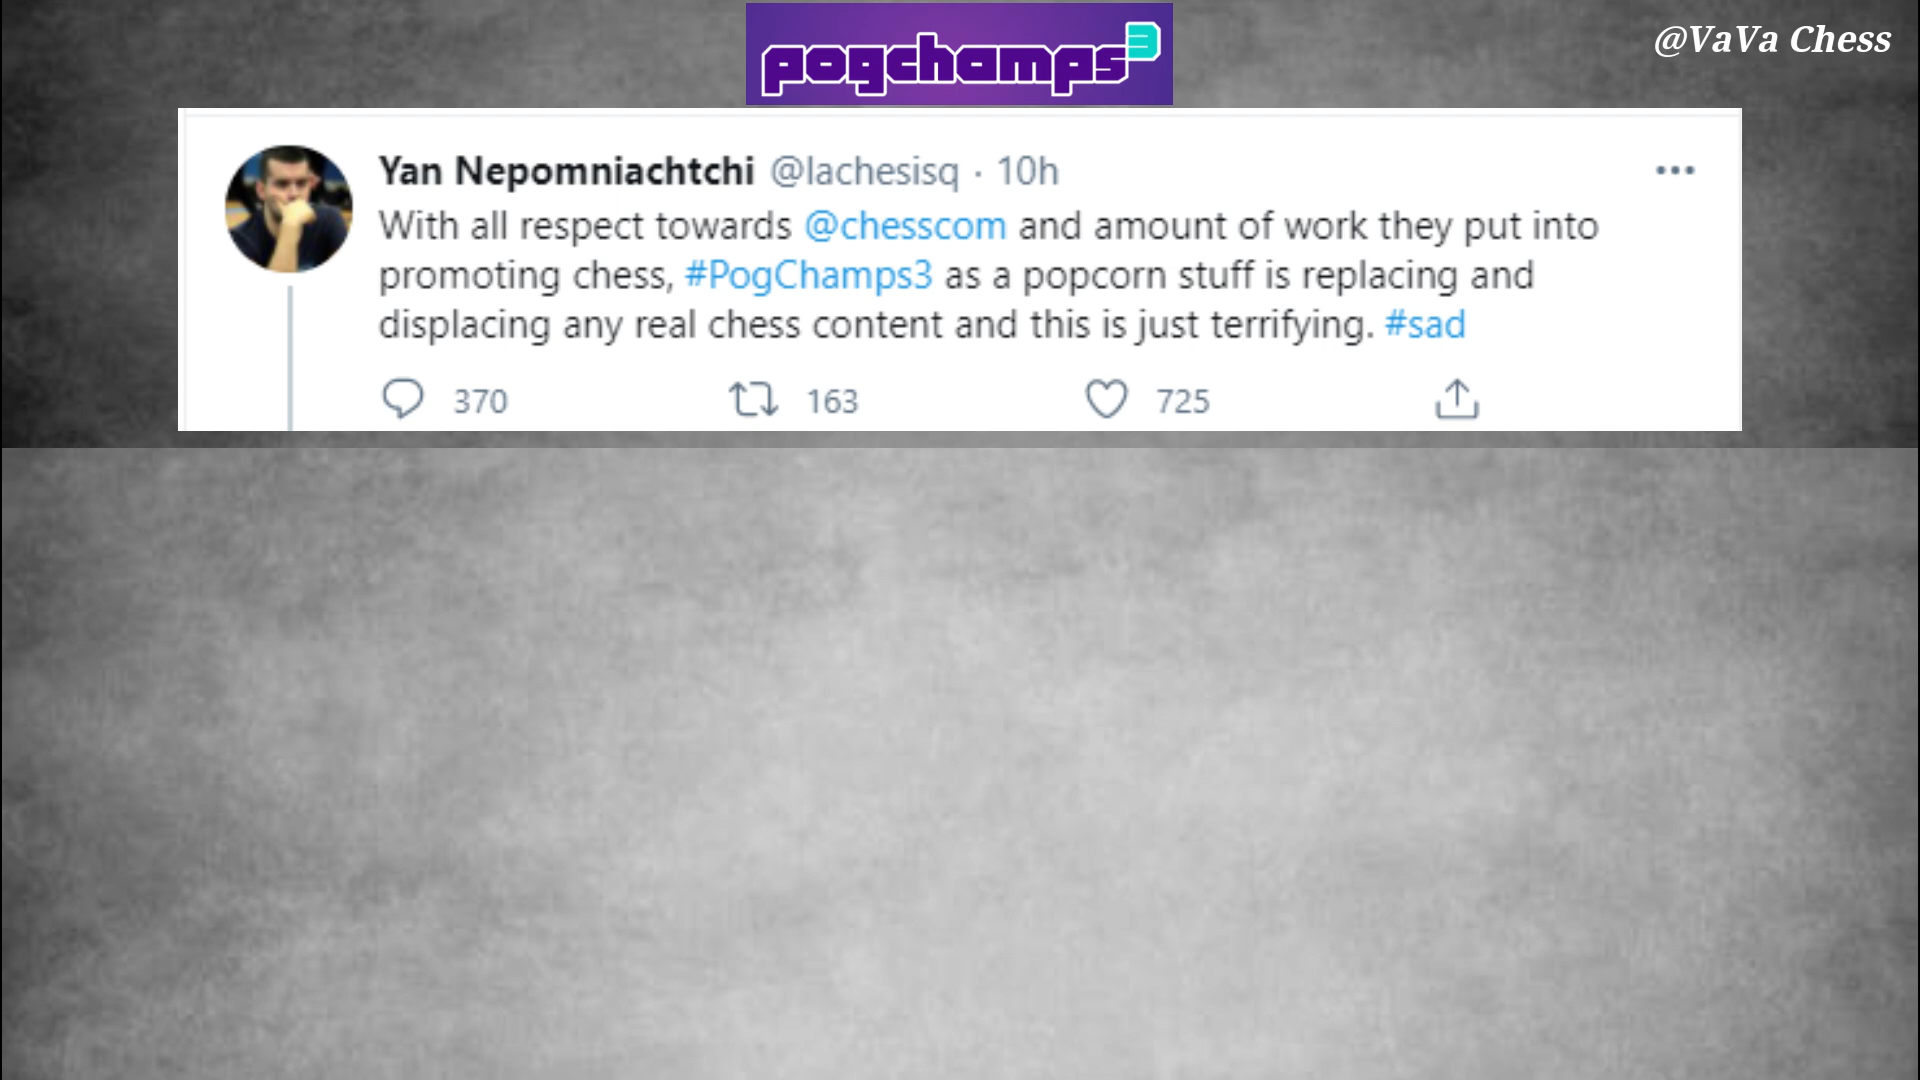 pogchamps3
@VaVa Chess
Yan Nepomniachtchi @lachesisq · 10h
With all respect towards @chesscom and amount of work they put into
promoting chess, #PogChamps3 as a popcorn stuff is replacing and
displacing any real chess content and this is just terrifying. #sad
370 163 725